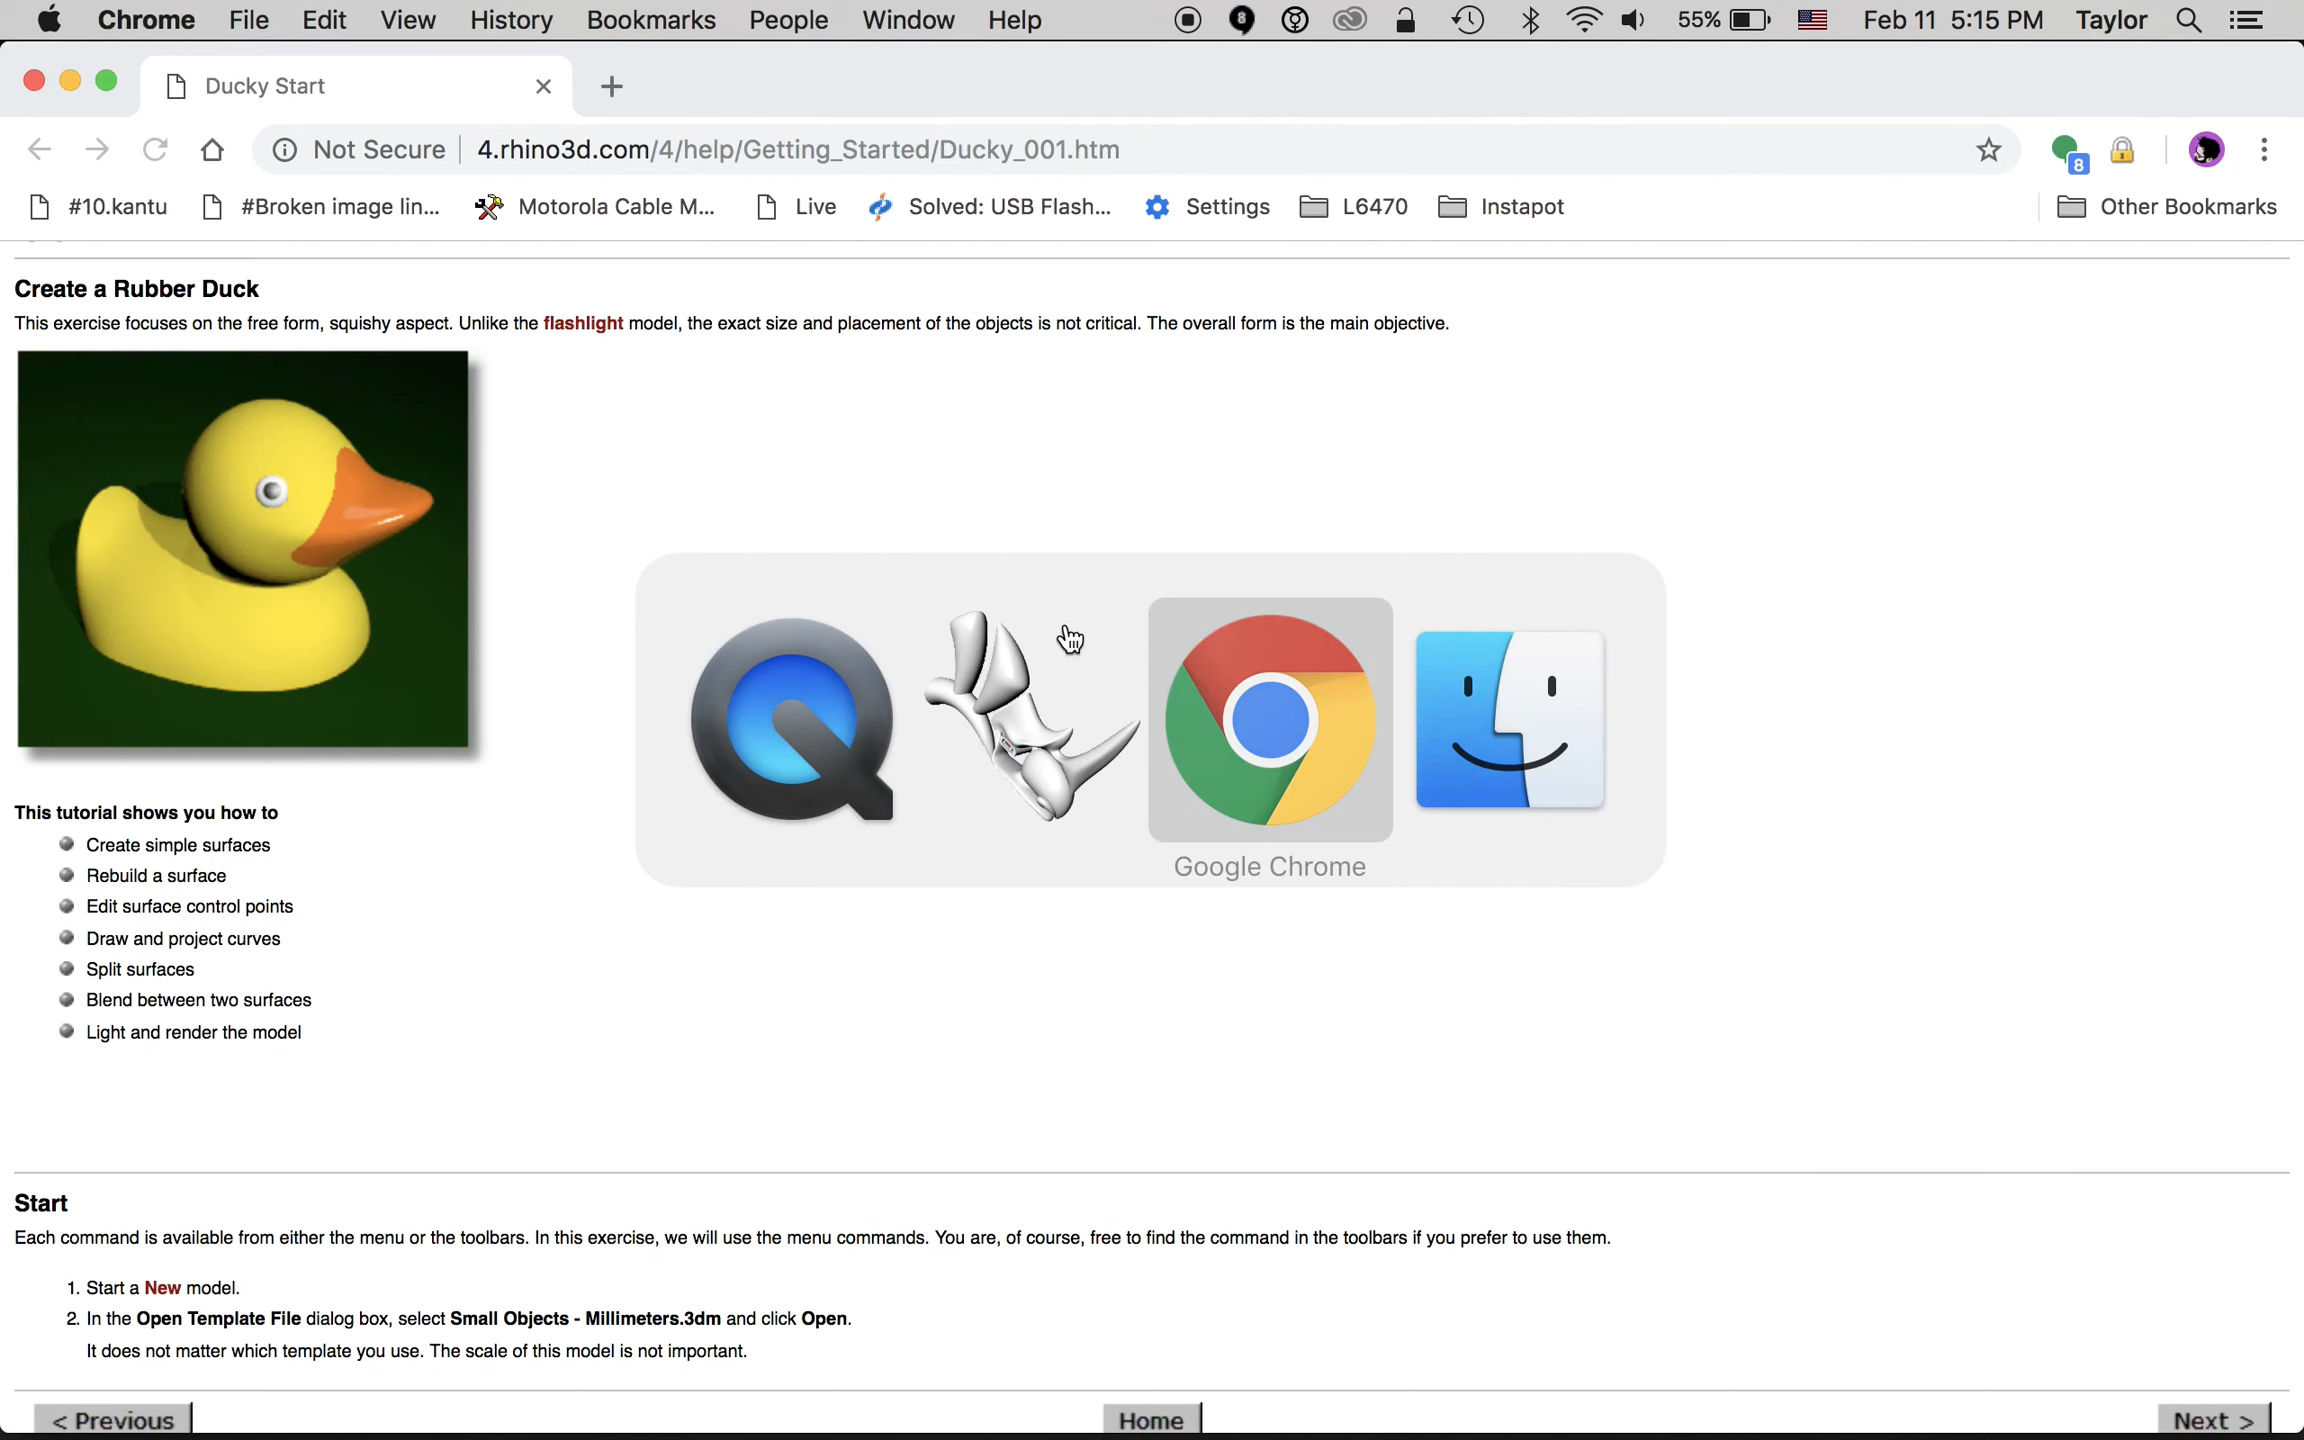 Chrome File Edit View History Bookmarks People Window Help 8 55% Feb 11 5:15 PM Taylor
Ducky Start
Not Secure 4.rhino3d.com/4/help/Getting_Started/Ducky_001.htm 8
#10.kantu #Broken image lin... Motorola Cable M... Live Solved: USB Flash... Settings L6470 Instapot Other Bookmarks
Create a Rubber Duck
This exercise focuses on the free form, squishy aspect. Unlike the flashlight model, the exact size and placement of the objects is not critical. The overall form is the main objective.
Google Chrome
This tutorial shows you how to
Create simple surfaces
Rebuild a surface
Edit surface control points
Draw and project curves
Split surfaces
Blend between two surfaces
Light and render the model
Start
Each command is available from either the menu or the toolbars. In this exercise, we will use the menu commands. You are, of course, free to find the command in the toolbars if you prefer to use them.
1. Start a New model.
2. In the Open Template File dialog box, select Small Objects - Millimeters.3dm and click Open.
It does not matter which template you use. The scale of this model is not important.
< Previous Home Next >